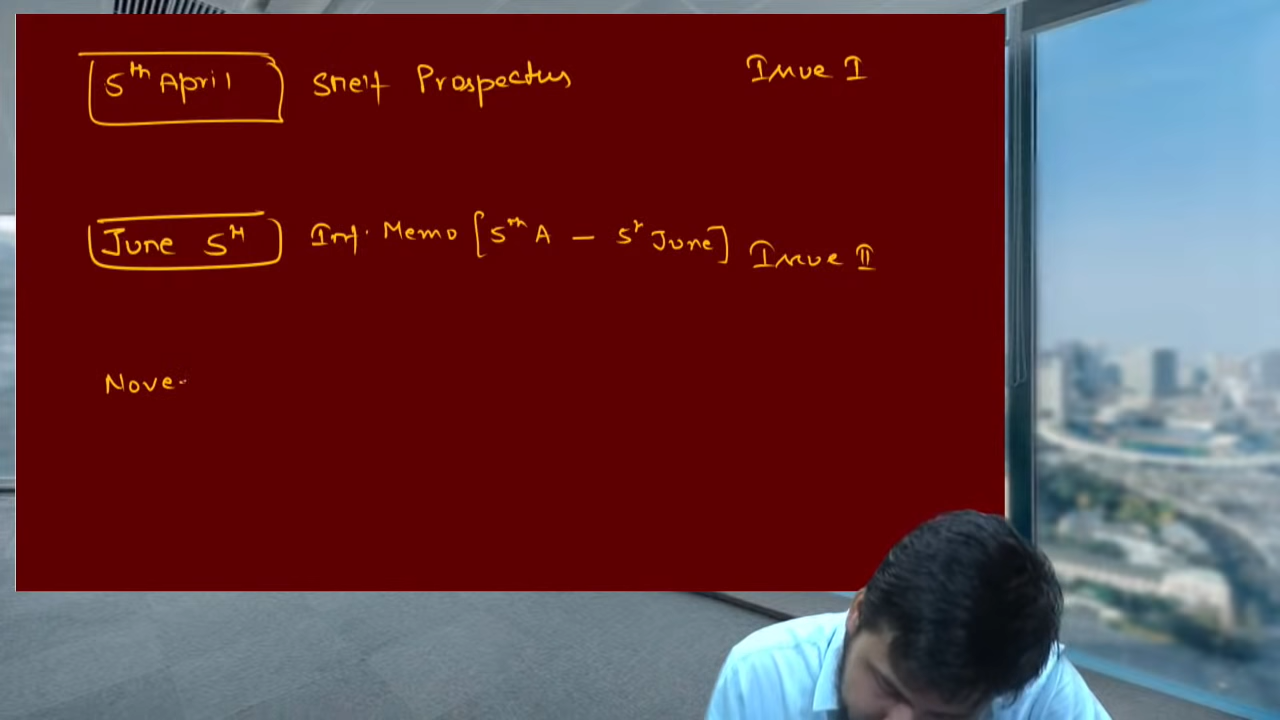 5th April Shelf Prospectus Issue I
June 5th Inf. Memo [5th A - 5th June] Issue II
Nove